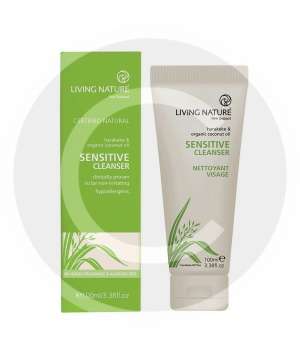 LIVING NATURE
New Zealand
CERTIFIED NATURAL
harakeke &
organic coconut oil
SENSITIVE
CLEANSER
clinically proven
to be non-irritating
hypoallergenic
e100ml/3.38fl.oz
LIVING NATURE
New Zealand
harakeke &
organic coconut oil
SENSITIVE
CLEANSER
NETTOYANT
VISAGE
100ml e
3.38fl.oz